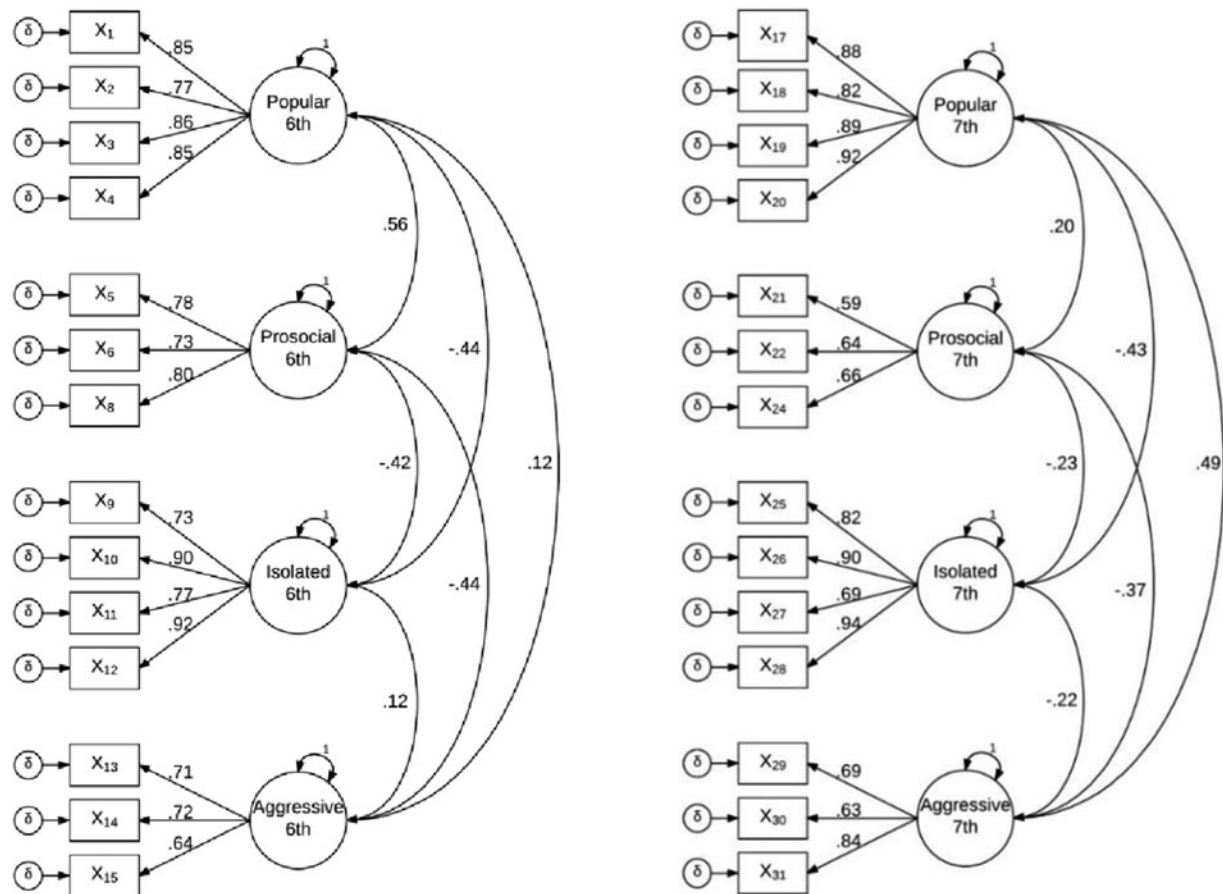 δ X1 .85
δ X2 .77
δ X3 .86
δ X4 .85
1
Popular
6th
.56
δ X5 .78
δ X6 .73
δ X8 .80
1
Prosocial
6th
-.44
-.42
.12
δ X9 .73
δ X10 .90
δ X11 .77
δ X12 .92
1
Isolated
6th
-.44
.12
δ X13 .71
δ X14 .72
δ X15 .64
1
Aggressive
6th
δ X17 .88
δ X18 .82
δ X19 .89
δ X20 .92
1
Popular
7th
.20
δ X21 .59
δ X22 .64
δ X24 .66
1
Prosocial
7th
-.43
-.23
.49
δ X25 .82
δ X26 .90
δ X27 .69
δ X28 .94
1
Isolated
7th
-.37
-.22
δ X29 .69
δ X30 .63
δ X31 .84
1
Aggressive
7th